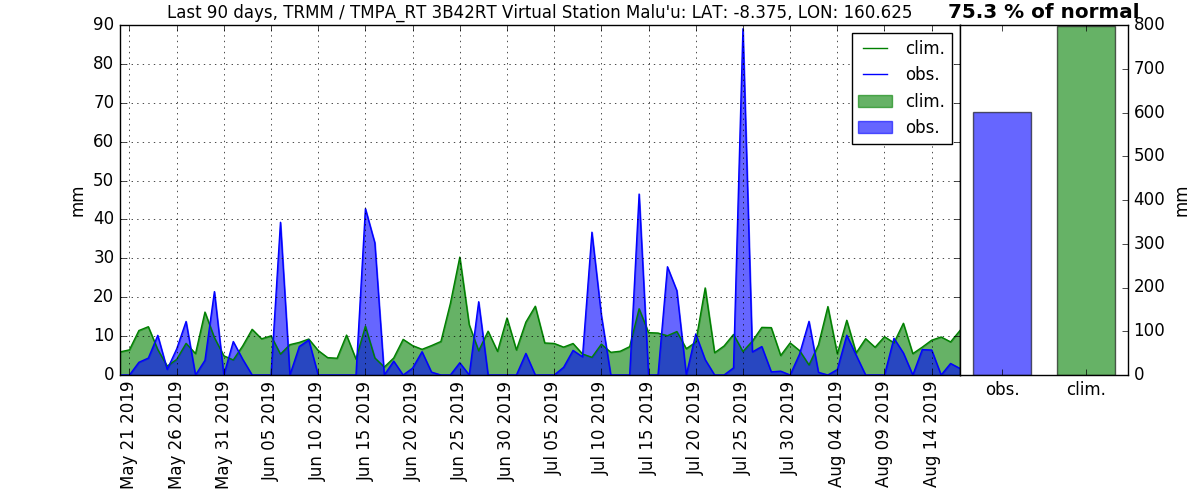 Last 90 days, TRMM / TMPA_RT 3B42RT Virtual Station Malu'u: LAT: -8.375, LON: 160.625
75.3 % of normal
90
80
70
60
50
40
30
20
10
0
mm
clim.
obs.
clim.
obs.
800
700
600
500
400
300
200
100
0
mm
obs.
clim.
May 21 2019
May 26 2019
May 31 2019
Jun 05 2019
Jun 10 2019
Jun 15 2019
Jun 20 2019
Jun 25 2019
Jun 30 2019
Jul 05 2019
Jul 10 2019
Jul 15 2019
Jul 20 2019
Jul 25 2019
Jul 30 2019
Aug 04 2019
Aug 09 2019
Aug 14 2019